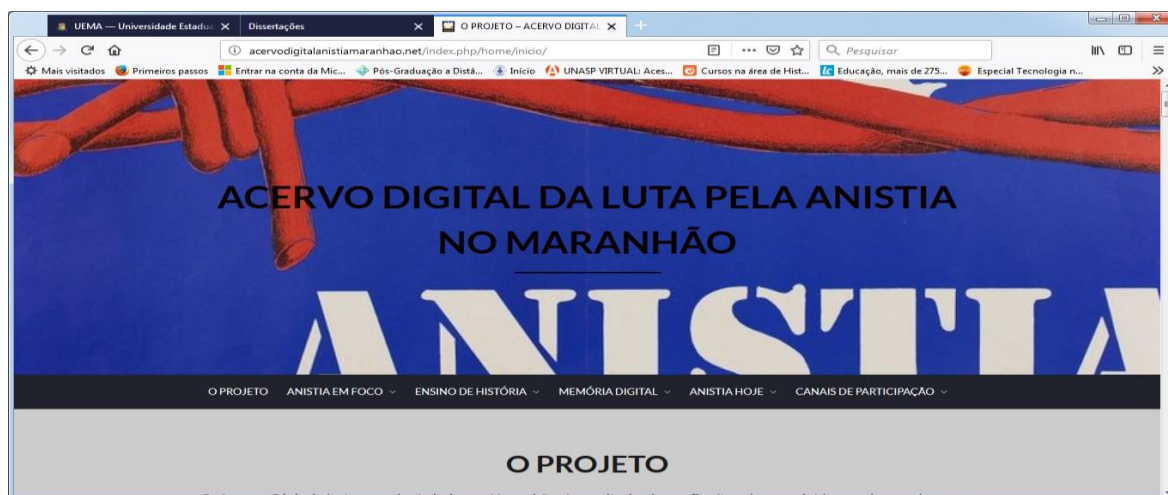 UEMA — Universidade Estadu
Dissertações
O PROJETO – ACERVO DIGITAL
acervodigitalanistiamaranhao.net/index.php/home/inicio/
Pesquisar
Mais visitados Primeiros passos Entrar na conta da Mic... Pós-Graduação a Distâ... Início UNASP VIRTUAL: Aces... Cursos na área de Hist... Educação, mais de 275... Especial Tecnologia n...
ACERVO DIGITAL DA LUTA PELA ANISTIA
NO MARANHÃO
ANISTIA
O PROJETO ANISTIA EM FOCO ENSINO DE HISTÓRIA MEMÓRIA DIGITAL ANISTIA HOJE CANAIS DE PARTICIPAÇÃO
O PROJETO